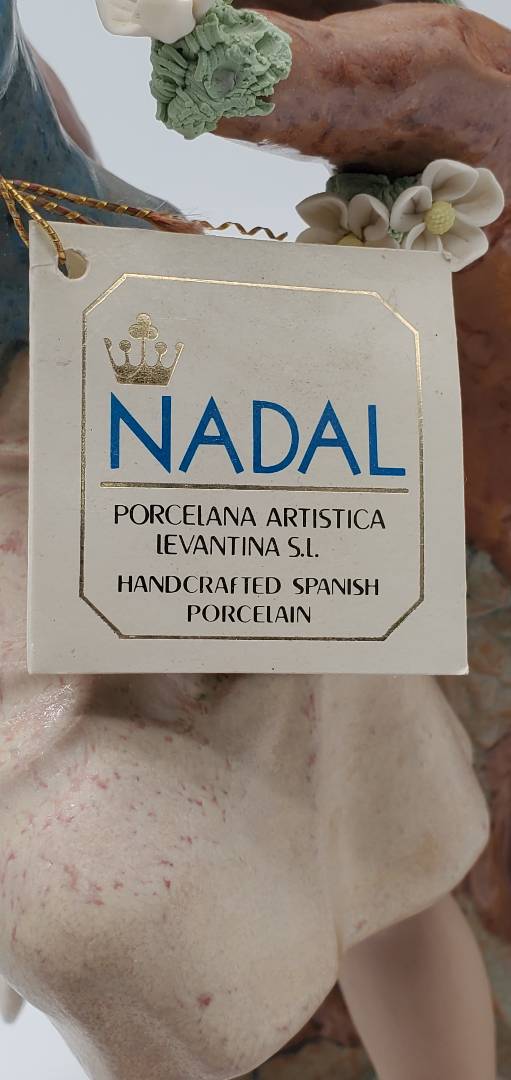 NADAL
PORCELANA ARTISTICA
LEVANTINA S.L.
HANDCRAFTED SPANISH
PORCELAIN